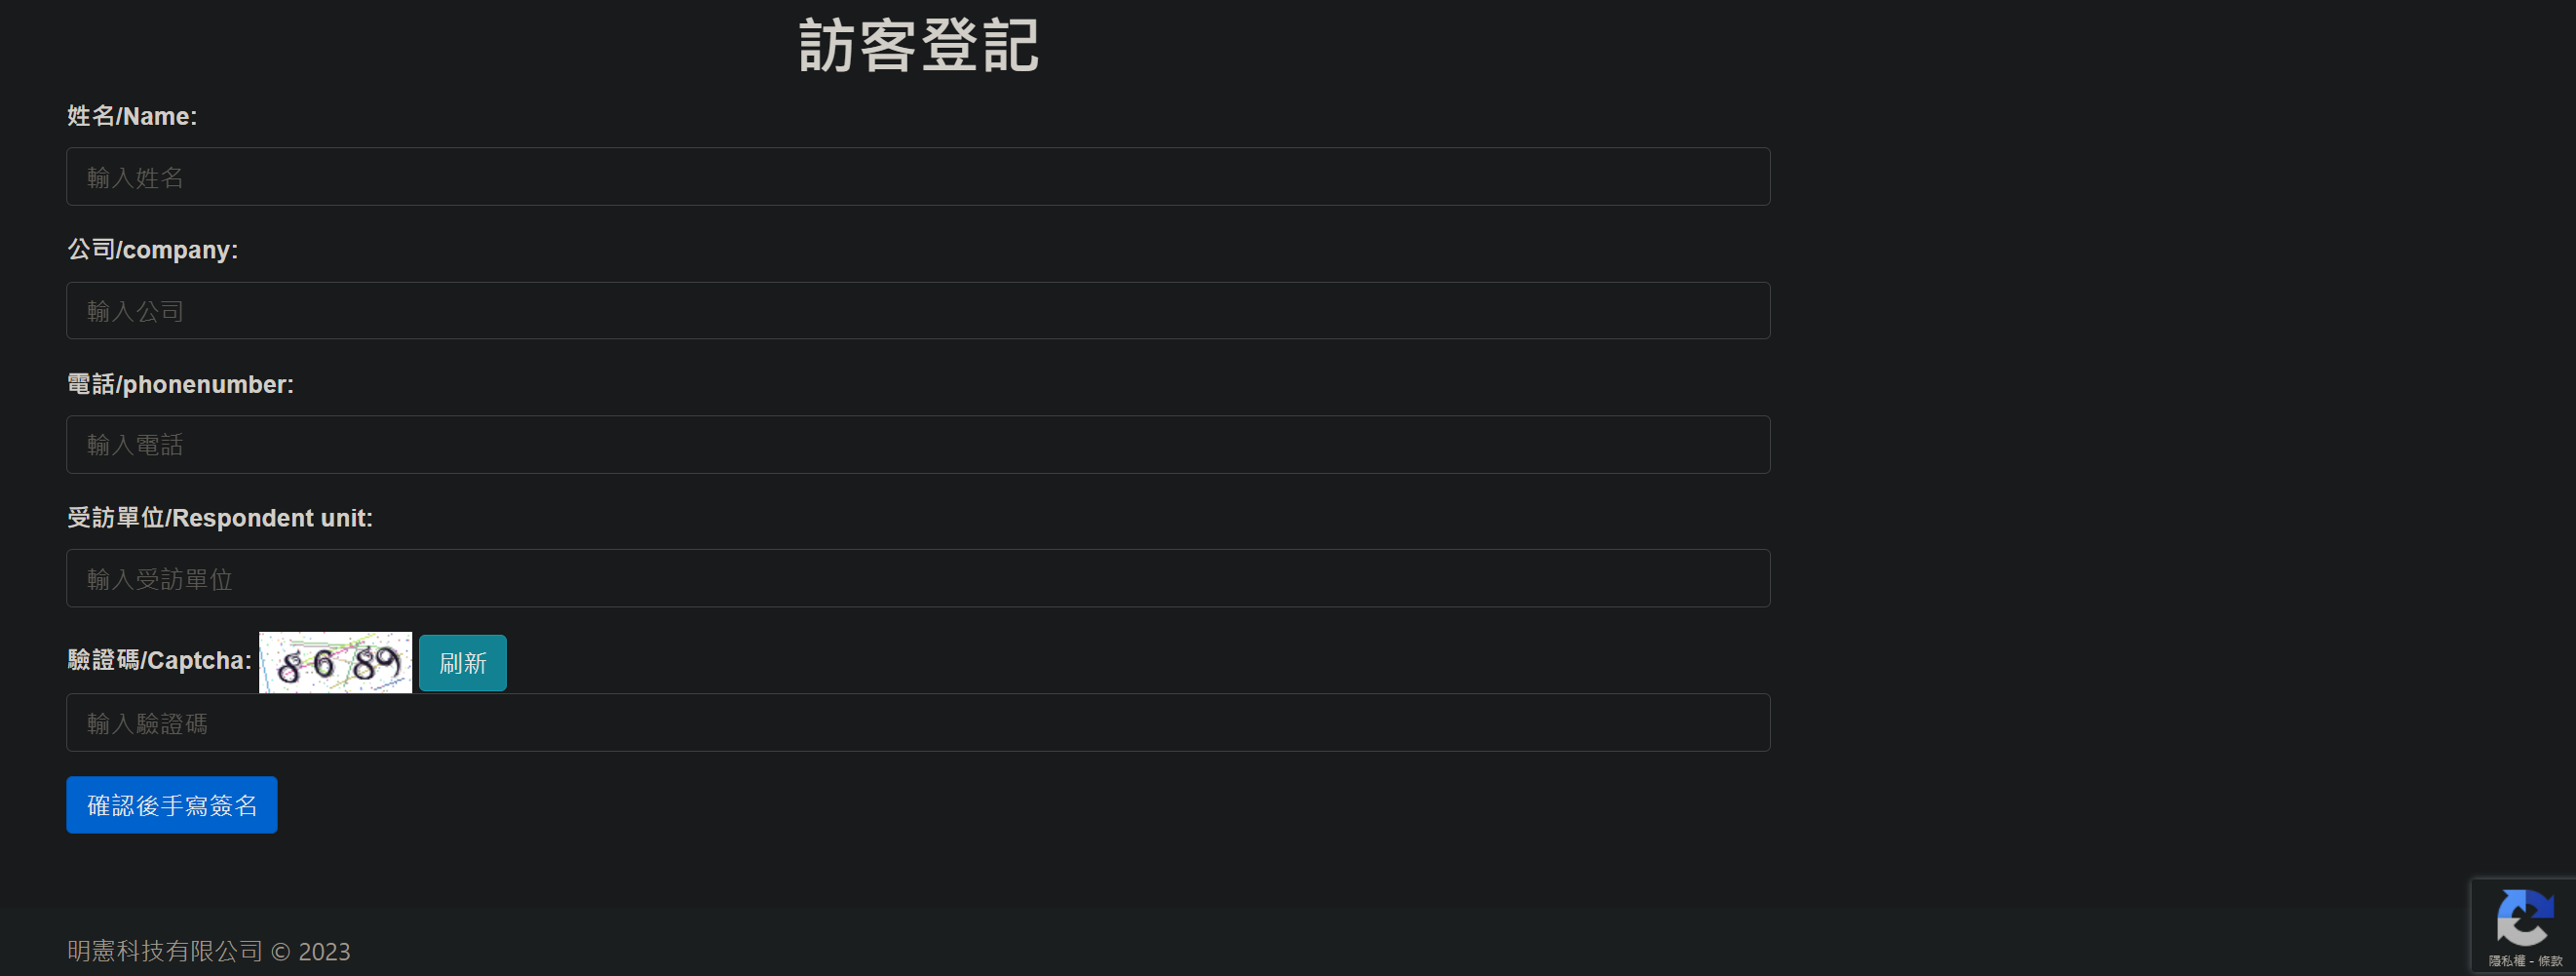 訪客登記
姓名/Name:
輸入姓名
公司/company:
輸入公司
電話/phonenumber:
輸入電話
受訪單位/Respondent unit:
輸入受訪單位
驗證碼/Captcha: 8689 刷新
輸入驗證碼
確認後手寫簽名
明憲科技有限公司 © 2023
隱私權 - 條款